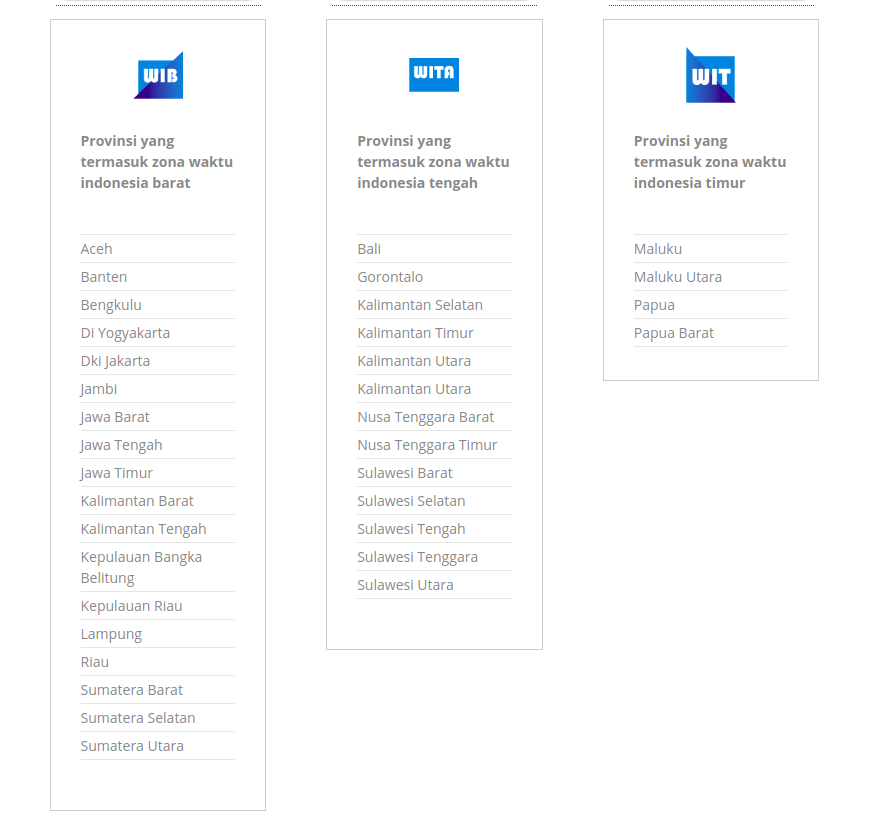 WIB
Provinsi yang
termasuk zona waktu
indonesia barat
Aceh
Banten
Bengkulu
Di Yogyakarta
Dki Jakarta
Jambi
Jawa Barat
Jawa Tengah
Jawa Timur
Kalimantan Barat
Kalimantan Tengah
Kepulauan Bangka
Belitung
Kepulauan Riau
Lampung
Riau
Sumatera Barat
Sumatera Selatan
Sumatera Utara
WITA
Provinsi yang
termasuk zona waktu
indonesia tengah
Bali
Gorontalo
Kalimantan Selatan
Kalimantan Timur
Kalimantan Utara
Kalimantan Utara
Nusa Tenggara Barat
Nusa Tenggara Timur
Sulawesi Barat
Sulawesi Selatan
Sulawesi Tengah
Sulawesi Tenggara
Sulawesi Utara
WIT
Provinsi yang
termasuk zona waktu
indonesia timur
Maluku
Maluku Utara
Papua
Papua Barat